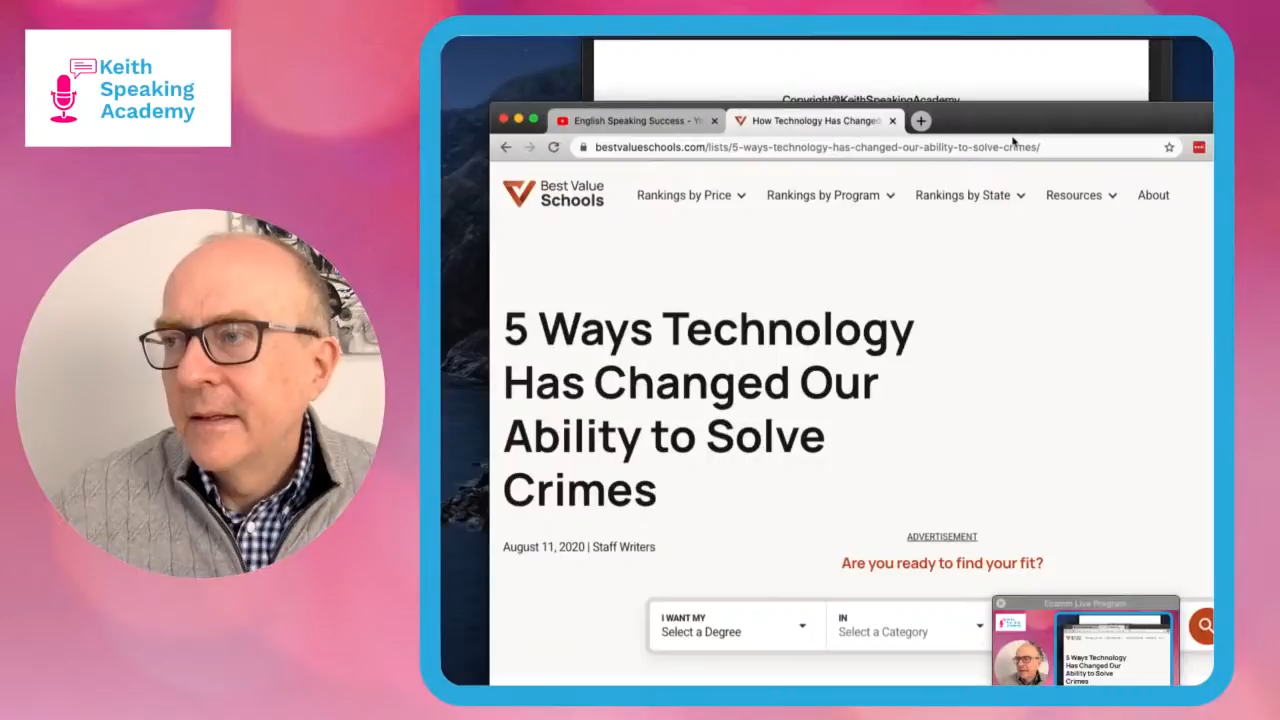 Keith
Speaking
Academy
Copyright@KeithSpeakingAcademy
English Speaking Success - Y
How Technology Has Changed
bestvalueschools.com/lists/5-ways-technology-has-changed-our-ability-to-solve-crimes/
Best Value
Schools
Rankings by Price
Rankings by Program
Rankings by State
Resources
About
5 Ways Technology
Has Changed Our
Ability to Solve
Crimes
August 11, 2020 | Staff Writers
ADVERTISEMENT
Are you ready to find your fit?
I WANT MY
Select a Degree
IN
Select a Category
Ecamm Live Program
5 Ways Technology
Has Changed Our
Ability to Solve
Crimes